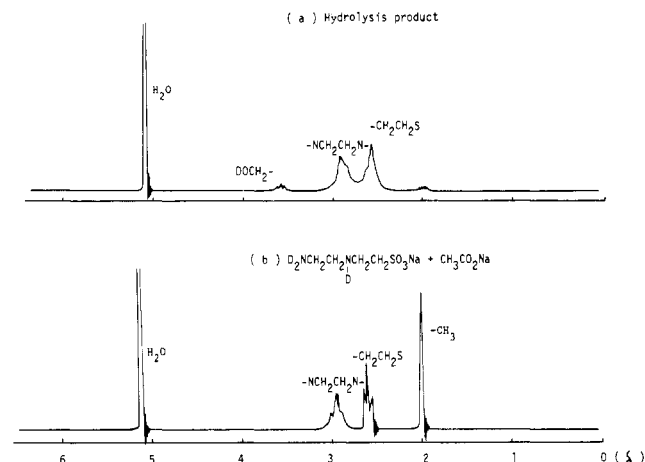 ( a ) Hydrolysis product
H₂O
-CH₂CH₂S
-NCH₂CH₂N-
DOCH₂-
( b ) D₂NCH₂CH₂NCH₂CH₂SO₃Na + CH₃CO₂Na
D
H₂O
-CH₃
-CH₂CH₂S
-NCH₂CH₂N-
6 5 4 3 2 1 0 ( δ )